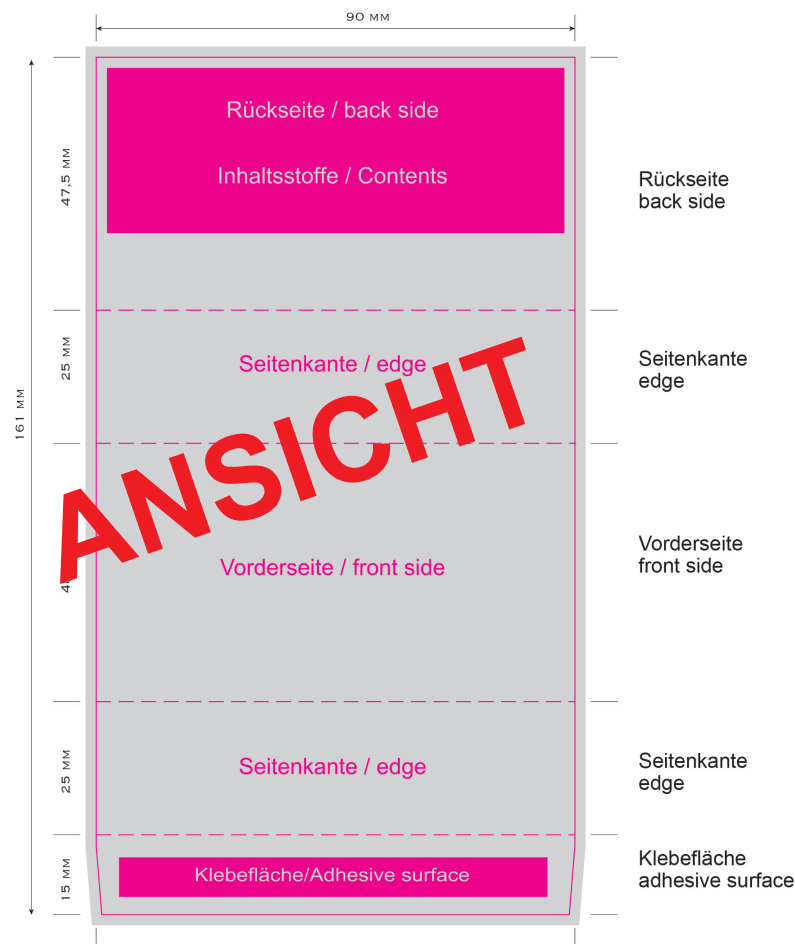 90 MM
Rückseite / back side
Inhaltsstoffe / Contents
47,5 MM
Rückseite
back side
Seitenkante / edge
25 MM
Seitenkante
edge
161 MM
ANSICHT
Vorderseite / front side
Vorderseite
front side
Seitenkante / edge
25 MM
Seitenkante
edge
Klebefläche/Adhesive surface
15 MM
Klebefläche
adhesive surface